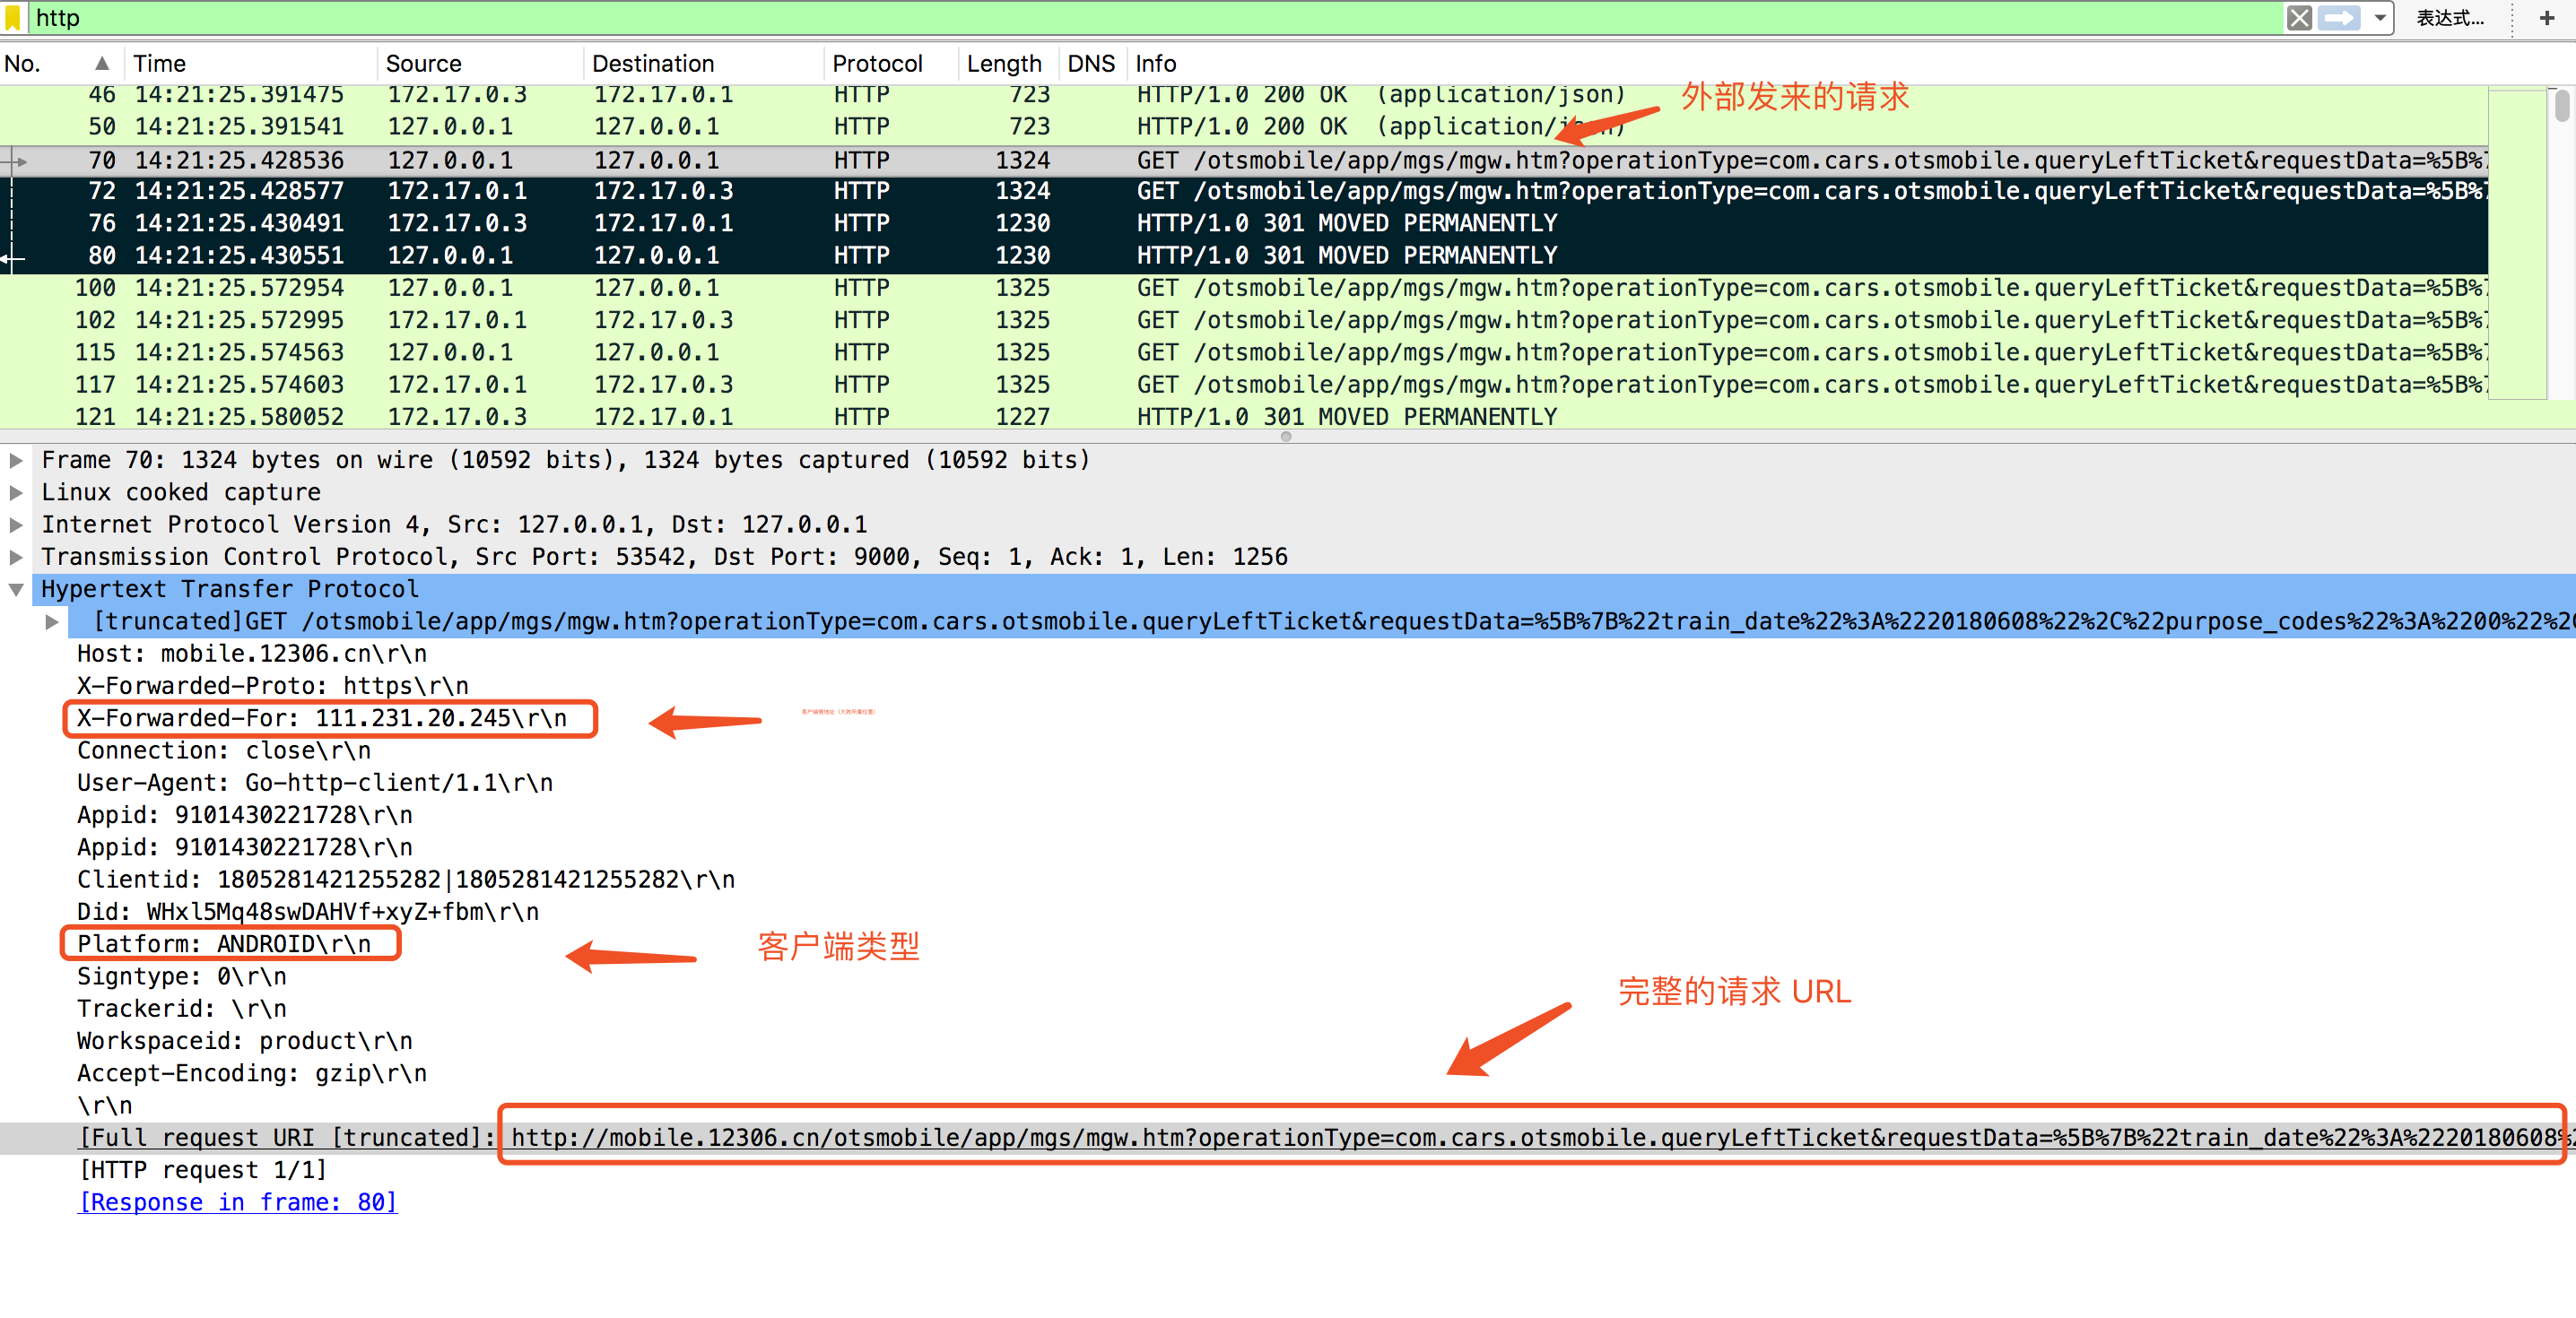 http 表达式... +
No. Time Source Destination Protocol Length DNS Info
46 14:21:25.391475 172.17.0.3 172.17.0.1 HTTP 723 HTTP/1.0 200 OK (application/json)
外部发来的请求
50 14:21:25.391541 127.0.0.1 127.0.0.1 HTTP 723 HTTP/1.0 200 OK (application/json)
70 14:21:25.428536 127.0.0.1 127.0.0.1 HTTP 1324 GET /otsmobile/app/mgs/mgw.htm?operationType=com.cars.otsmobile.queryLeftTicket&requestData=%5B%7
72 14:21:25.428577 172.17.0.1 172.17.0.3 HTTP 1324 GET /otsmobile/app/mgs/mgw.htm?operationType=com.cars.otsmobile.queryLeftTicket&requestData=%5B%7
76 14:21:25.430491 172.17.0.3 172.17.0.1 HTTP 1230 HTTP/1.0 301 MOVED PERMANENTLY
80 14:21:25.430551 127.0.0.1 127.0.0.1 HTTP 1230 HTTP/1.0 301 MOVED PERMANENTLY
100 14:21:25.572954 127.0.0.1 127.0.0.1 HTTP 1325 GET /otsmobile/app/mgs/mgw.htm?operationType=com.cars.otsmobile.queryLeftTicket&requestData=%5B%7
102 14:21:25.572995 172.17.0.1 172.17.0.3 HTTP 1325 GET /otsmobile/app/mgs/mgw.htm?operationType=com.cars.otsmobile.queryLeftTicket&requestData=%5B%7
115 14:21:25.574563 127.0.0.1 127.0.0.1 HTTP 1325 GET /otsmobile/app/mgs/mgw.htm?operationType=com.cars.otsmobile.queryLeftTicket&requestData=%5B%7
117 14:21:25.574603 172.17.0.1 172.17.0.3 HTTP 1325 GET /otsmobile/app/mgs/mgw.htm?operationType=com.cars.otsmobile.queryLeftTicket&requestData=%5B%7
121 14:21:25.580052 172.17.0.3 172.17.0.1 HTTP 1227 HTTP/1.0 301 MOVED PERMANENTLY
Frame 70: 1324 bytes on wire (10592 bits), 1324 bytes captured (10592 bits)
Linux cooked capture
Internet Protocol Version 4, Src: 127.0.0.1, Dst: 127.0.0.1
Transmission Control Protocol, Src Port: 53542, Dst Port: 9000, Seq: 1, Ack: 1, Len: 1256
Hypertext Transfer Protocol
[truncated]GET /otsmobile/app/mgs/mgw.htm?operationType=com.cars.otsmobile.queryLeftTicket&requestData=%5B%7B%22train_date%22%3A%2220180608%22%2C%22purpose_codes%22%3A%2200%22%2C
Host: mobile.12306.cn\r\n
X-Forwarded-Proto: https\r\n
X-Forwarded-For: 111.231.20.245\r\n
Connection: close\r\n
User-Agent: Go-http-client/1.1\r\n
Appid: 9101430221728\r\n
Appid: 9101430221728\r\n
Clientid: 1805281421255282|1805281421255282\r\n
Did: WHxl5Mq48swDAHVf+xyZ+fbm\r\n
Platform: ANDROID\r\n
客户端类型
Signtype: 0\r\n
完整的请求 URL
Trackerid: \r\n
Workspaceid: product\r\n
Accept-Encoding: gzip\r\n
\r\n
[Full request URI [truncated]: http://mobile.12306.cn/otsmobile/app/mgs/mgw.htm?operationType=com.cars.otsmobile.queryLeftTicket&requestData=%5B%7B%22train_date%22%3A%2220180608%2
[HTTP request 1/1]
[Response in frame: 80]